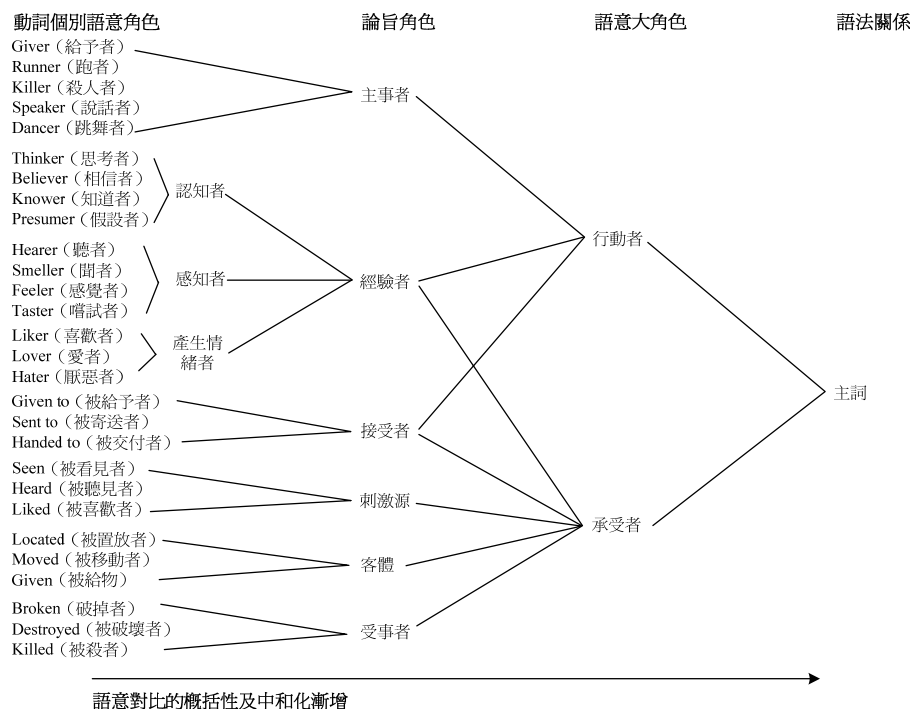 動詞個別語意角色 論旨角色 語意大角色 語法關係
Giver（給予者）
Runner（跑者）
Killer（殺人者）
Speaker（說話者）
Dancer（跳舞者）
主事者
Thinker（思考者）
Believer（相信者）
Knower（知道者）
Presumer（假設者）
認知者
Hearer（聽者）
Smeller（聞者）
Feeler（感覺者）
Taster（嚐試者）
感知者
Liker（喜歡者）
Lover（愛者）
Hater（厭惡者）
產生情
緒者
經驗者
Given to（被給予者）
Sent to（被寄送者）
Handed to（被交付者）
接受者
Seen（被看見者）
Heard（被聽見者）
Liked（被喜歡者）
刺激源
Located（被置放者）
Moved（被移動者）
Given（被給物）
客體
Broken（破掉者）
Destroyed（被破壞者）
Killed（被殺者）
受事者
行動者
承受者
主詞
語意對比的概括性及中和化漸增